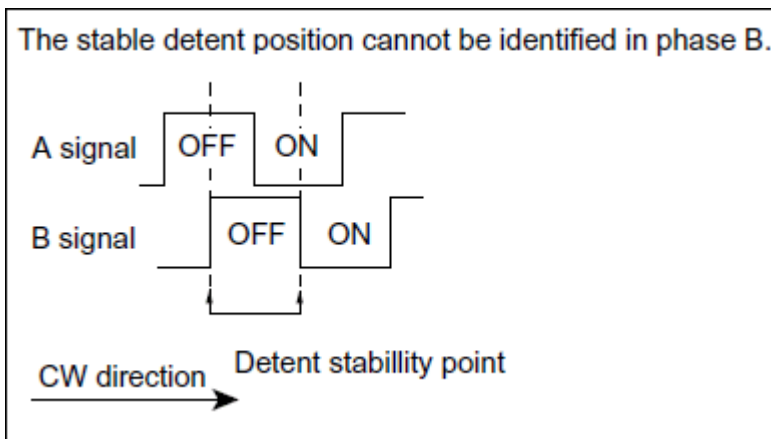 The stable detent position cannot be identified in phase B.
A signal OFF ON
B signal OFF ON
Detent stabillity point
CW direction